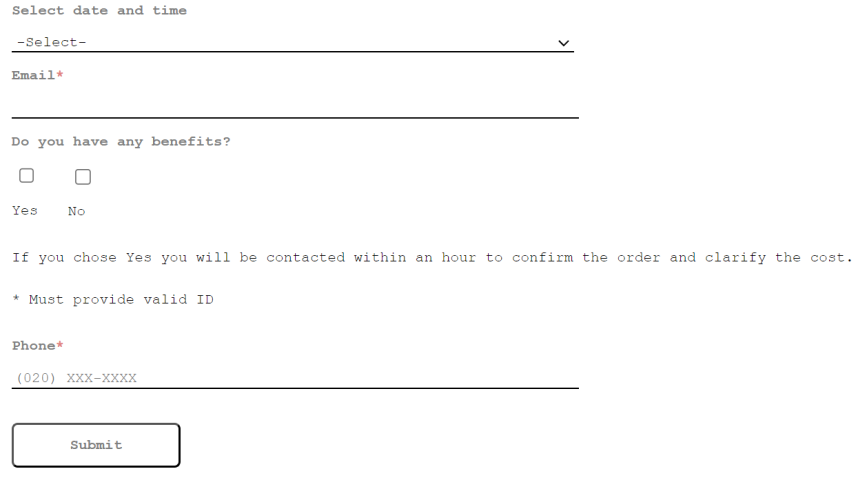 Select date and time
-Select-
Email*
Do you have any benefits?
Yes No
If you chose Yes you will be contacted within an hour to confirm the order and clarify the cost.
* Must provide valid ID
Phone*
(020) XXX-XXXX
Submit